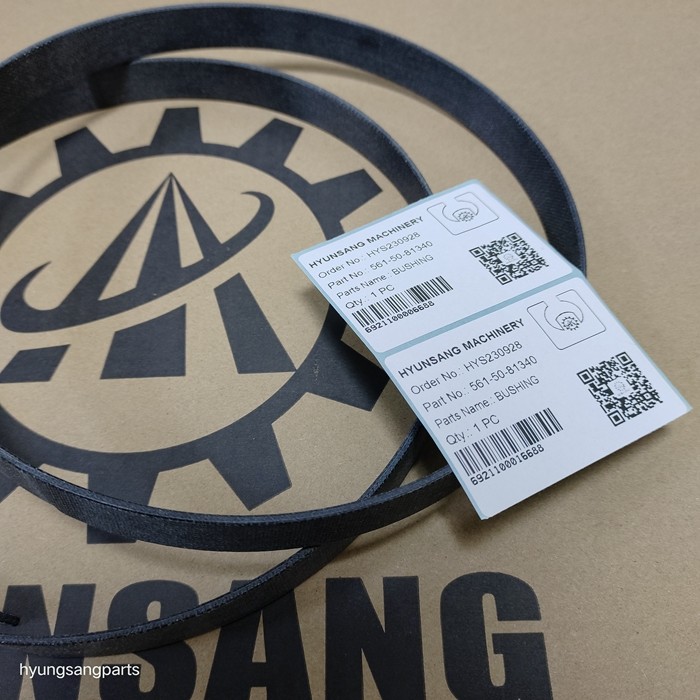 HYUNSANG MACHINERY
Order No.: HYS230928
Part No.: 561-50-81340
Parts Name.: BUSHING
Qty.: 1 PC
6921100006688
HYUNSANG MACHINERY
Order No.: HYS230928
Part No.: 561-50-81340
Parts Name.: BUSHING
Qty.: 1 PC
6921100016688
NSANG
hyungsangparts